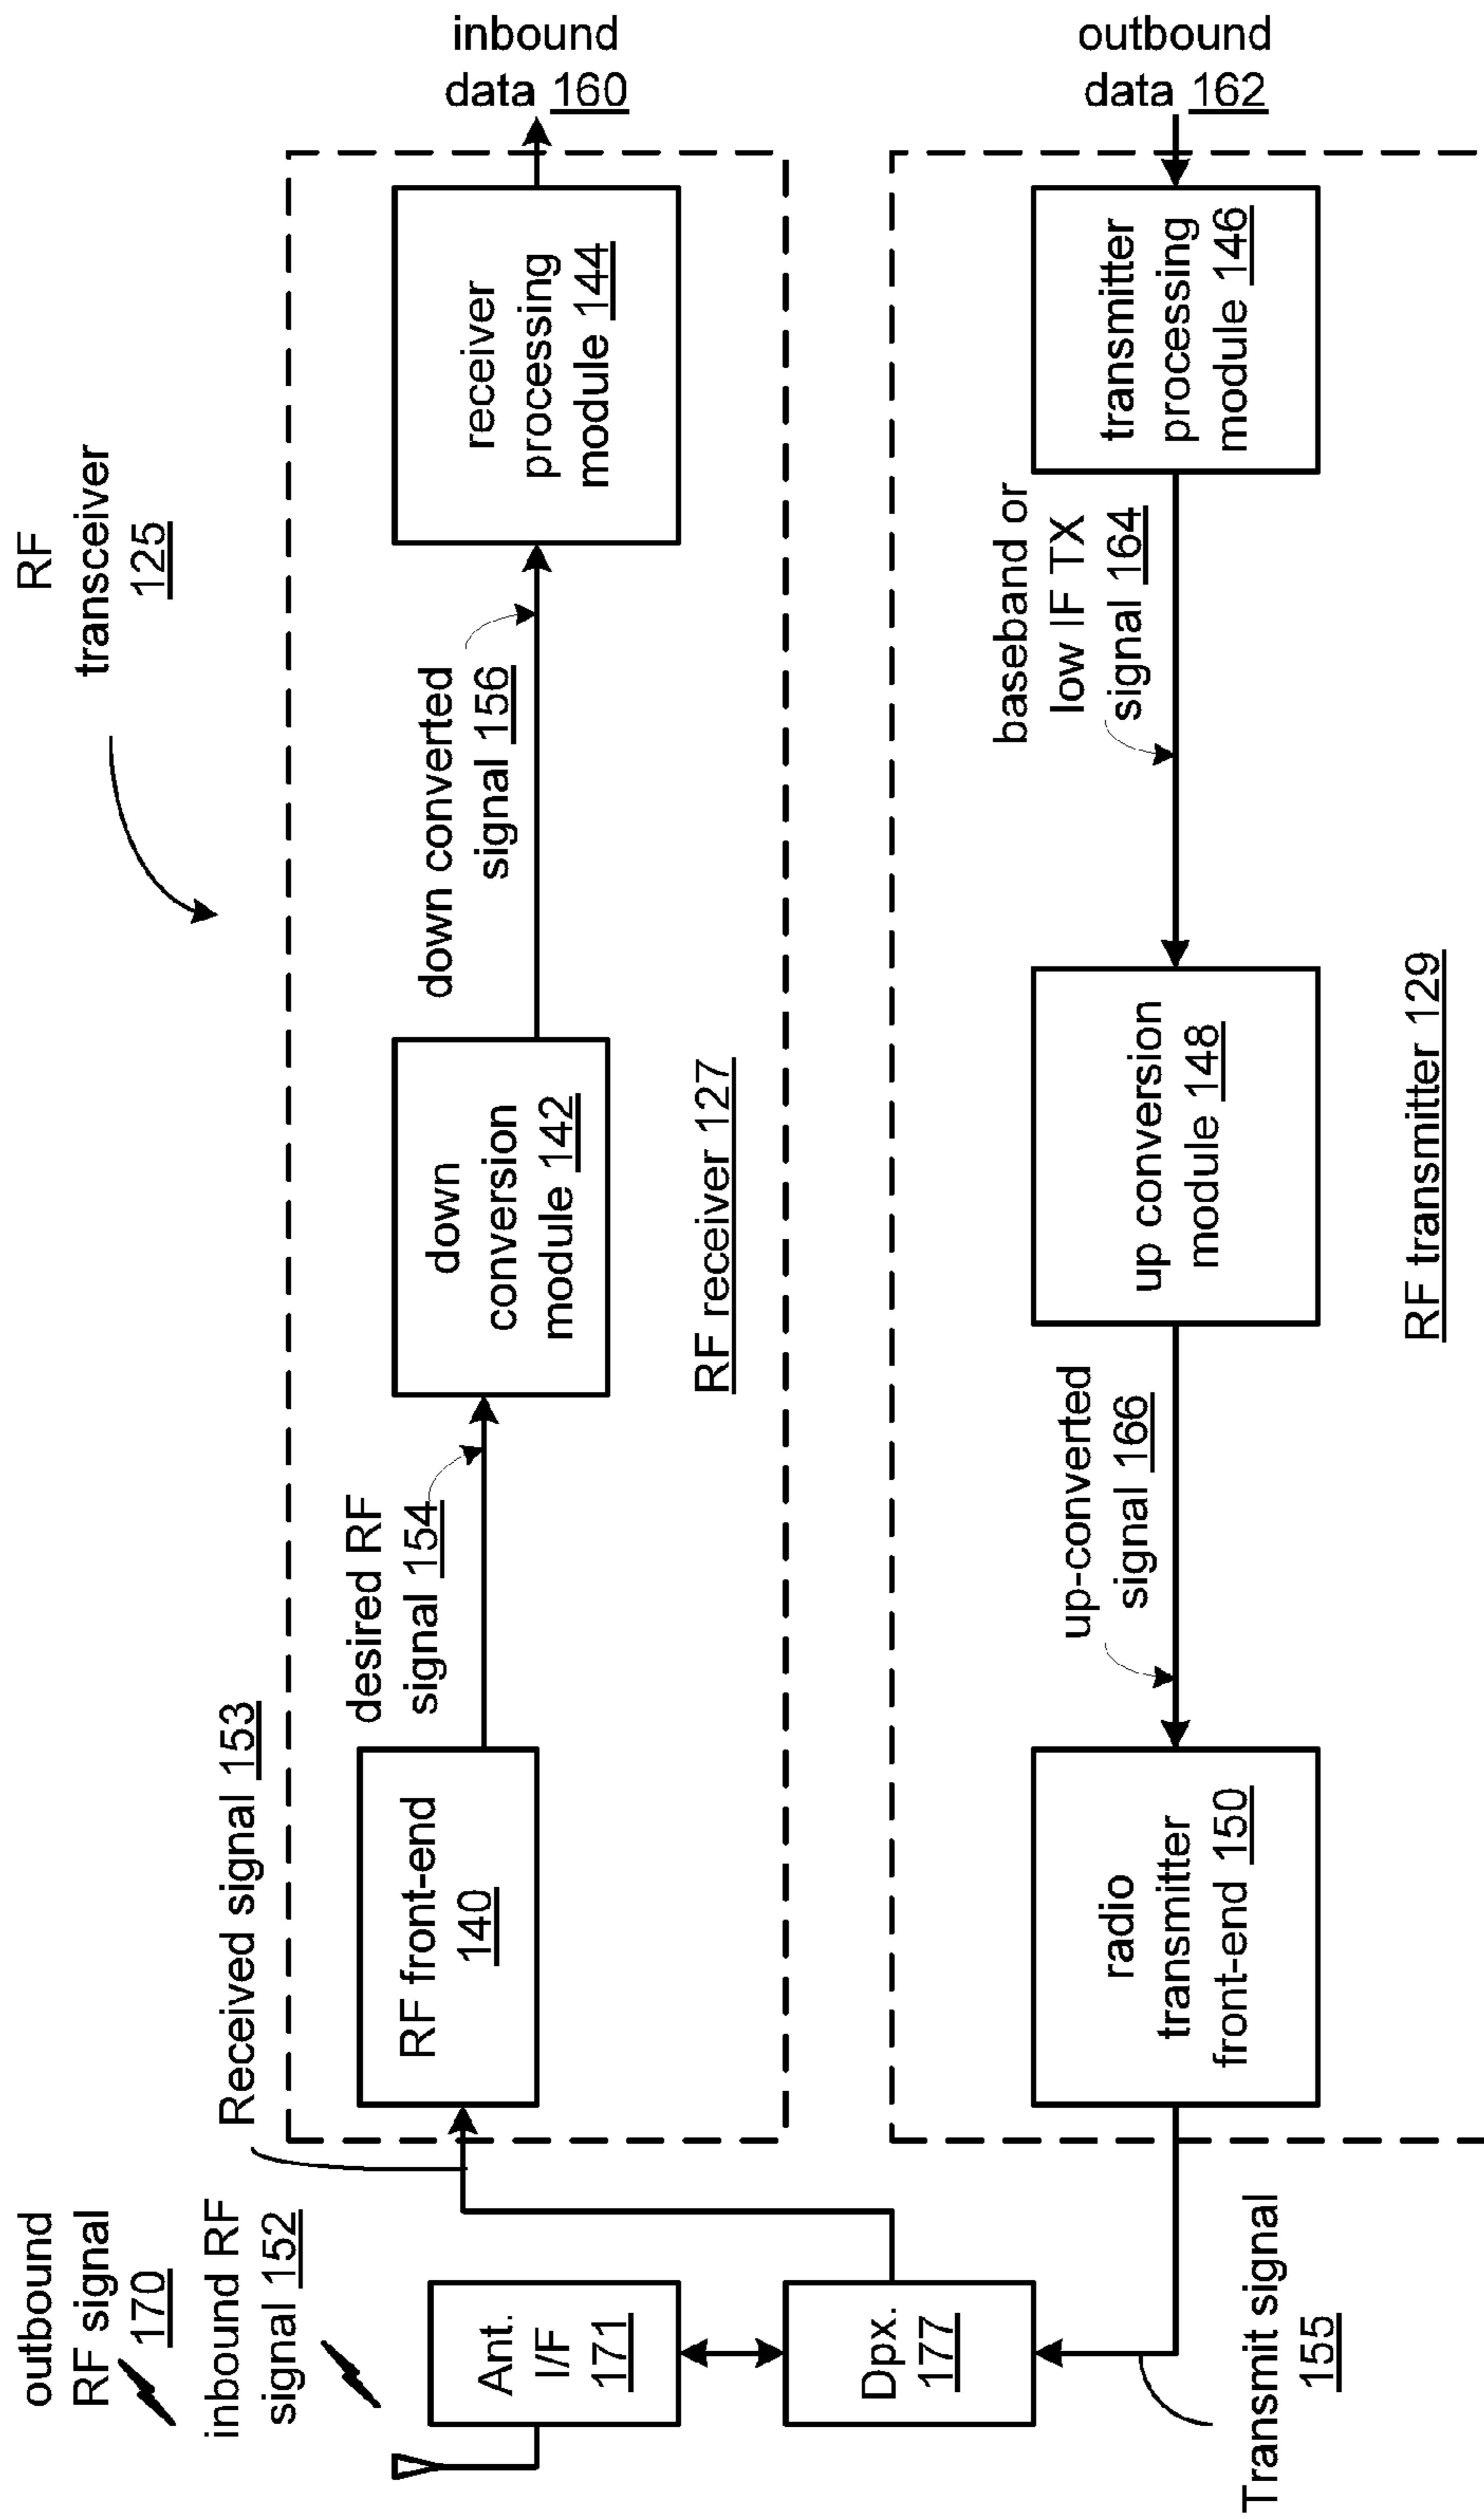 RF
transceiver
125
outbound
RF signal
170
inbound RF
signal 152
Received signal 153
Ant.
I/F
171
Dpx.
177
Transmit signal
155
RF front-end
140
desired RF
signal 154
down
conversion
module 142
down converted
signal 156
receiver
processing
module 144
inbound
data 160
RF receiver 127
radio
transmitter
front-end 150
up-converted
signal 166
up conversion
module 148
baseband or
low IF TX
signal 164
transmitter
processing
module 146
outbound
data 162
RF transmitter 129